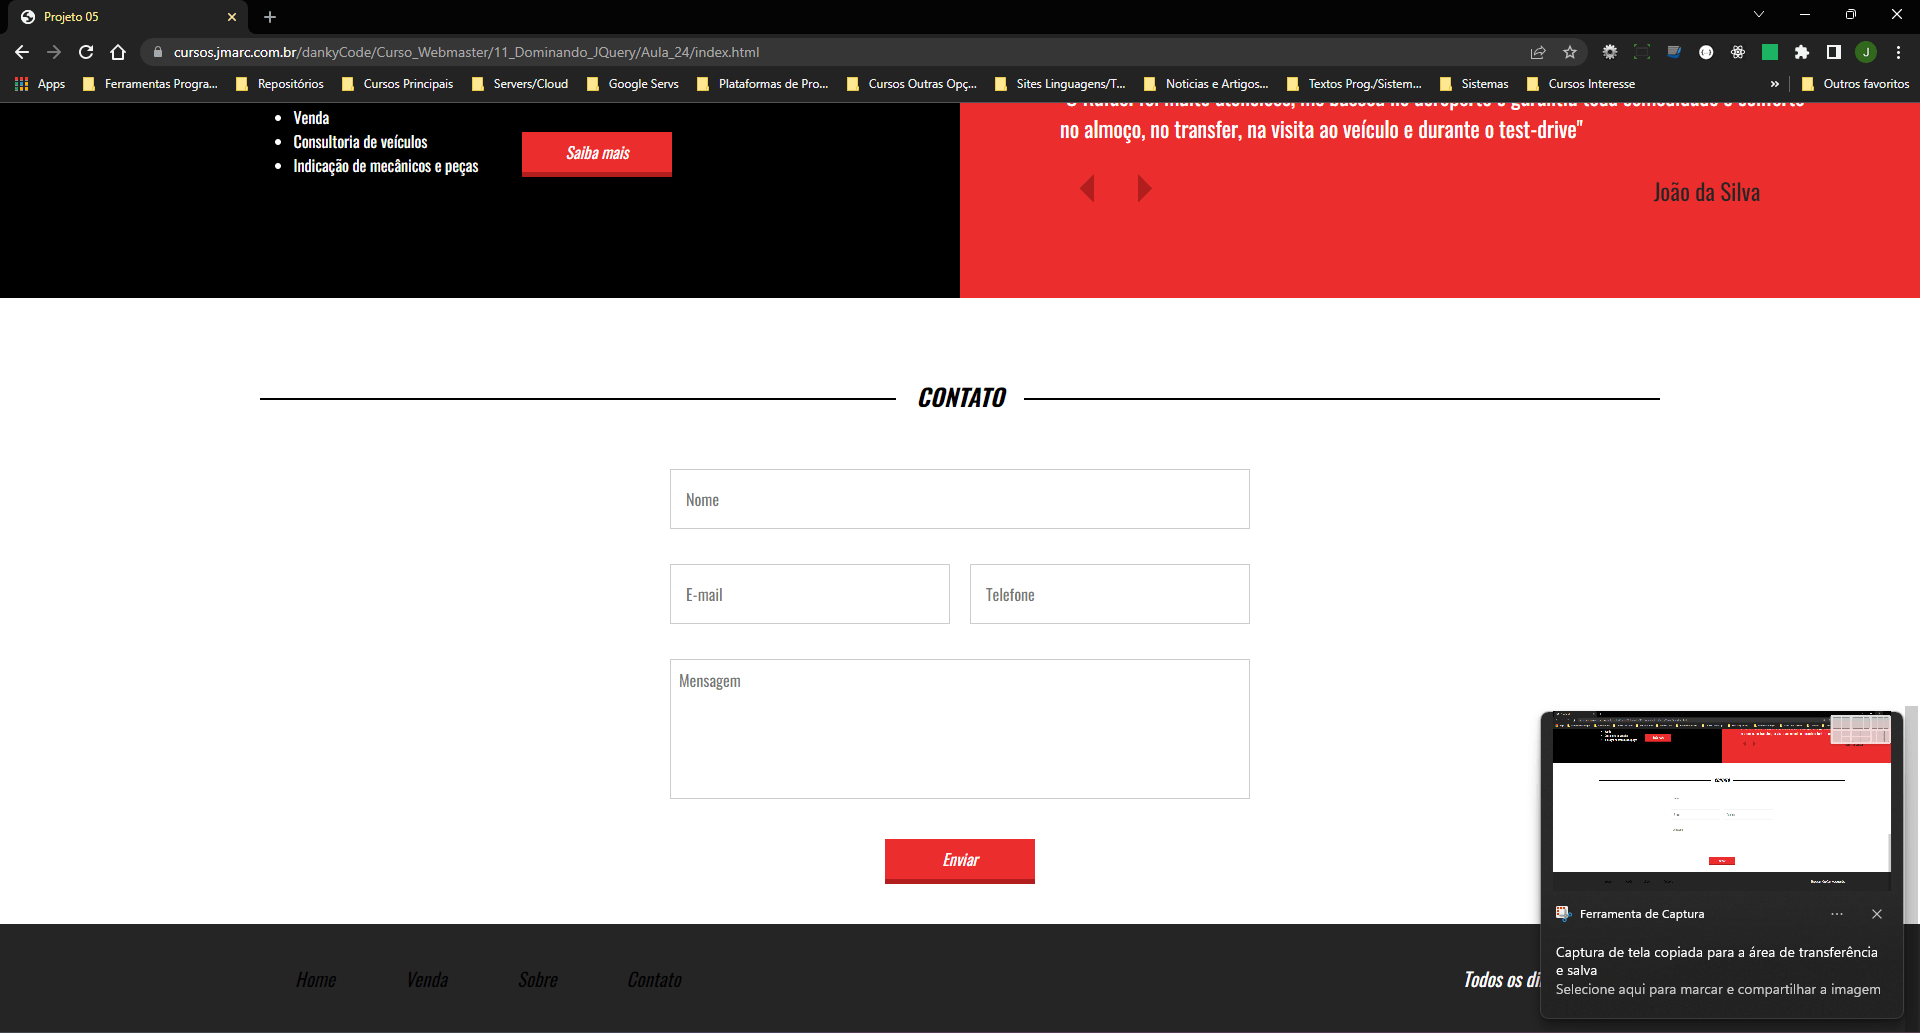 Projeto 05
cursos.jmarc.com.br/dankyCode/Curso_Webmaster/11_Dominando_JQuery/Aula_24/index.html
J
Apps Ferramentas Progra... Repositórios Cursos Principais Servers/Cloud Google Servs Plataformas de Pro... Cursos Outras Opç... Sites Linguagens/T... Noticias e Artigos... Textos Prog./Sistem... Sistemas Cursos Interesse » Outros favoritos
Venda
Consultoria de veículos
Indicação de mecânicos e peças
Saiba mais
no almoço, no transfer, na visita ao veículo e durante o test-drive"
João da Silva
CONTATO
Nome
E-mail Telefone
Mensagem
Enviar
Home Venda Sobre Contato
Todos os di
Ferramenta de Captura
Captura de tela copiada para a área de transferência
e salva
Selecione aqui para marcar e compartilhar a imagem